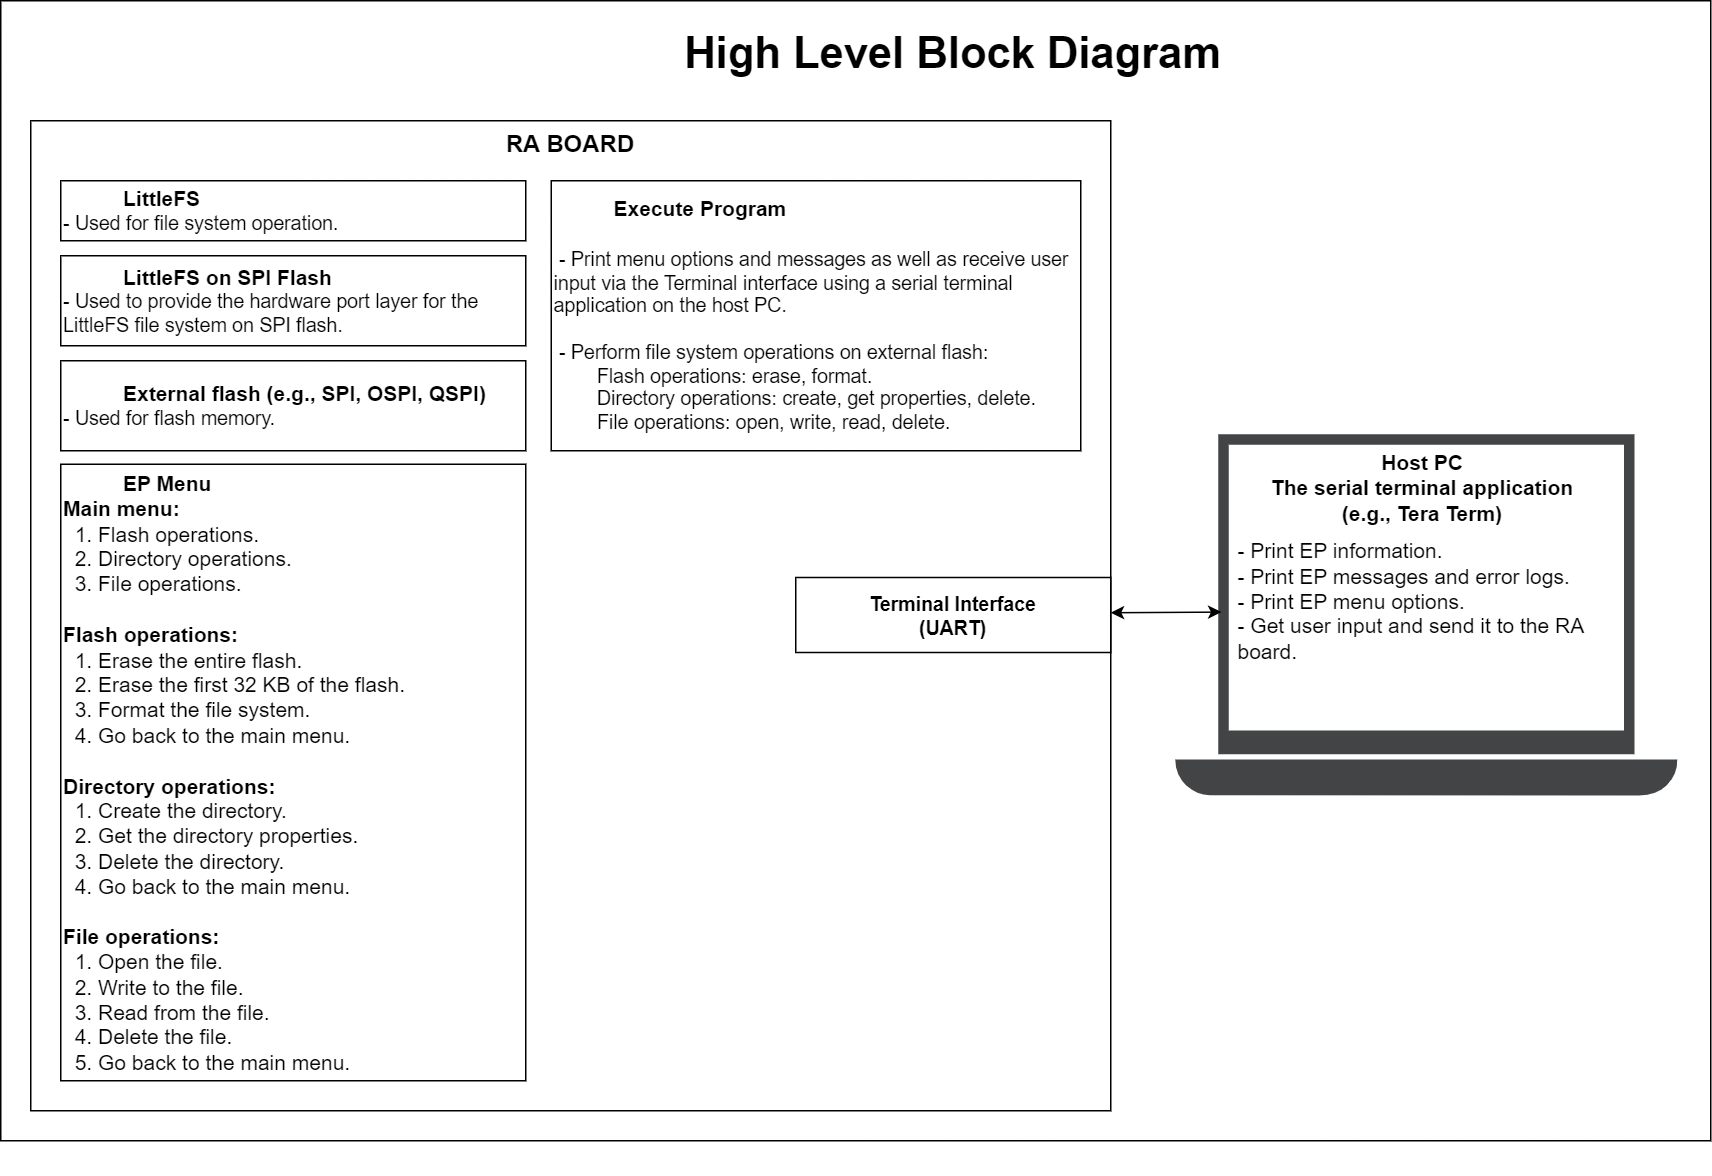 High Level Block Diagram
RA BOARD
LittleFS
- Used for file system operation.
LittleFS on SPI Flash
- Used to provide the hardware port layer for the
LittleFS file system on SPI flash.
External flash (e.g., SPI, OSPI, QSPI)
- Used for flash memory.
EP Menu
Main menu:
1. Flash operations.
2. Directory operations.
3. File operations.
Flash operations:
1. Erase the entire flash.
2. Erase the first 32 KB of the flash.
3. Format the file system.
4. Go back to the main menu.
Directory operations:
1. Create the directory.
2. Get the directory properties.
3. Delete the directory.
4. Go back to the main menu.
File operations:
1. Open the file.
2. Write to the file.
3. Read from the file.
4. Delete the file.
5. Go back to the main menu.
Execute Program
- Print menu options and messages as well as receive user
input via the Terminal interface using a serial terminal
application on the host PC.
- Perform file system operations on external flash:
Flash operations: erase, format.
Directory operations: create, get properties, delete.
File operations: open, write, read, delete.
Terminal Interface
(UART)
Host PC
The serial terminal application
(e.g., Tera Term)
- Print EP information.
- Print EP messages and error logs.
- Print EP menu options.
- Get user input and send it to the RA
board.